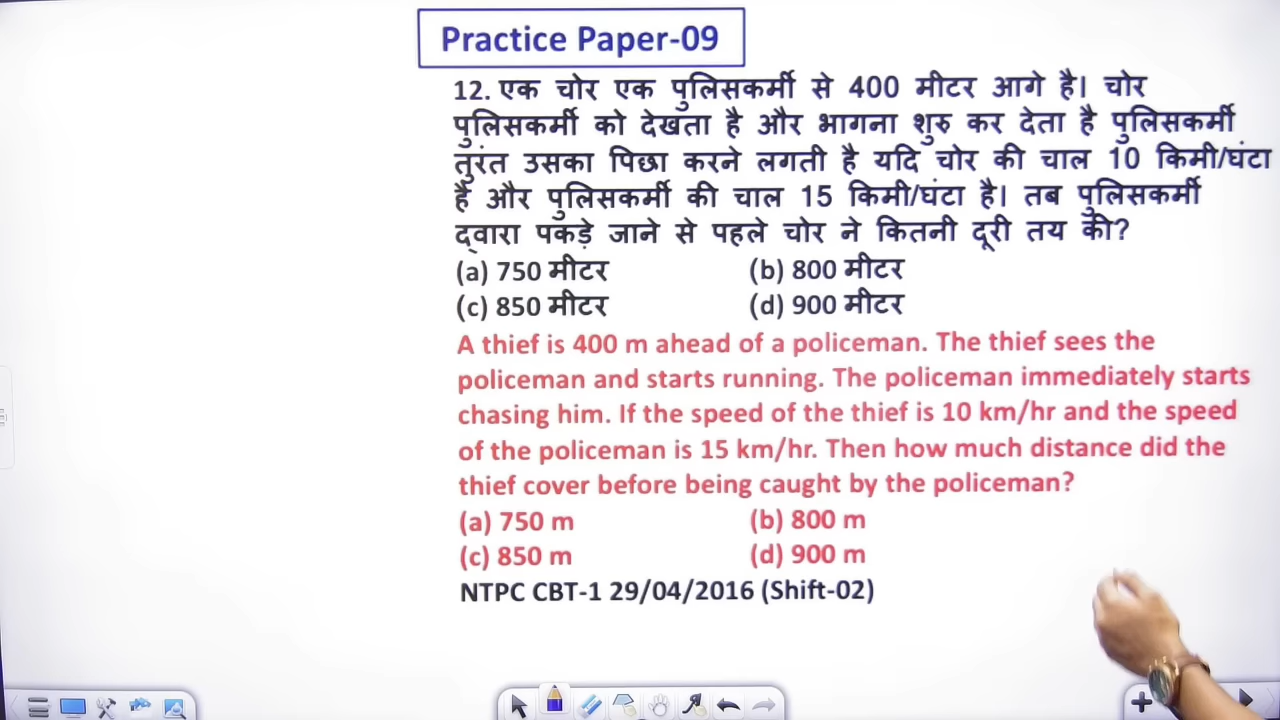 Practice Paper-09
12. एक चोर एक पुलिसकर्मी से 400 मीटर आगे है। चोर
पुलिसकर्मी को देखता है और भागना शुरु कर देता है पुलिसकर्मी
तुरंत उसका पिछा करने लगती है यदि चोर की चाल 10 किमी/घंटा
है और पुलिसकर्मी की चाल 15 किमी/घंटा है। तब पुलिसकर्मी
द्वारा पकड़े जाने से पहले चोर ने कितनी दूरी तय की?
(a) 750 मीटर (b) 800 मीटर
(c) 850 मीटर (d) 900 मीटर
A thief is 400 m ahead of a policeman. The thief sees the
policeman and starts running. The policeman immediately starts
chasing him. If the speed of the thief is 10 km/hr and the speed
of the policeman is 15 km/hr. Then how much distance did the
thief cover before being caught by the policeman?
(a) 750 m (b) 800 m
(c) 850 m (d) 900 m
NTPC CBT-1 29/04/2016 (Shift-02)